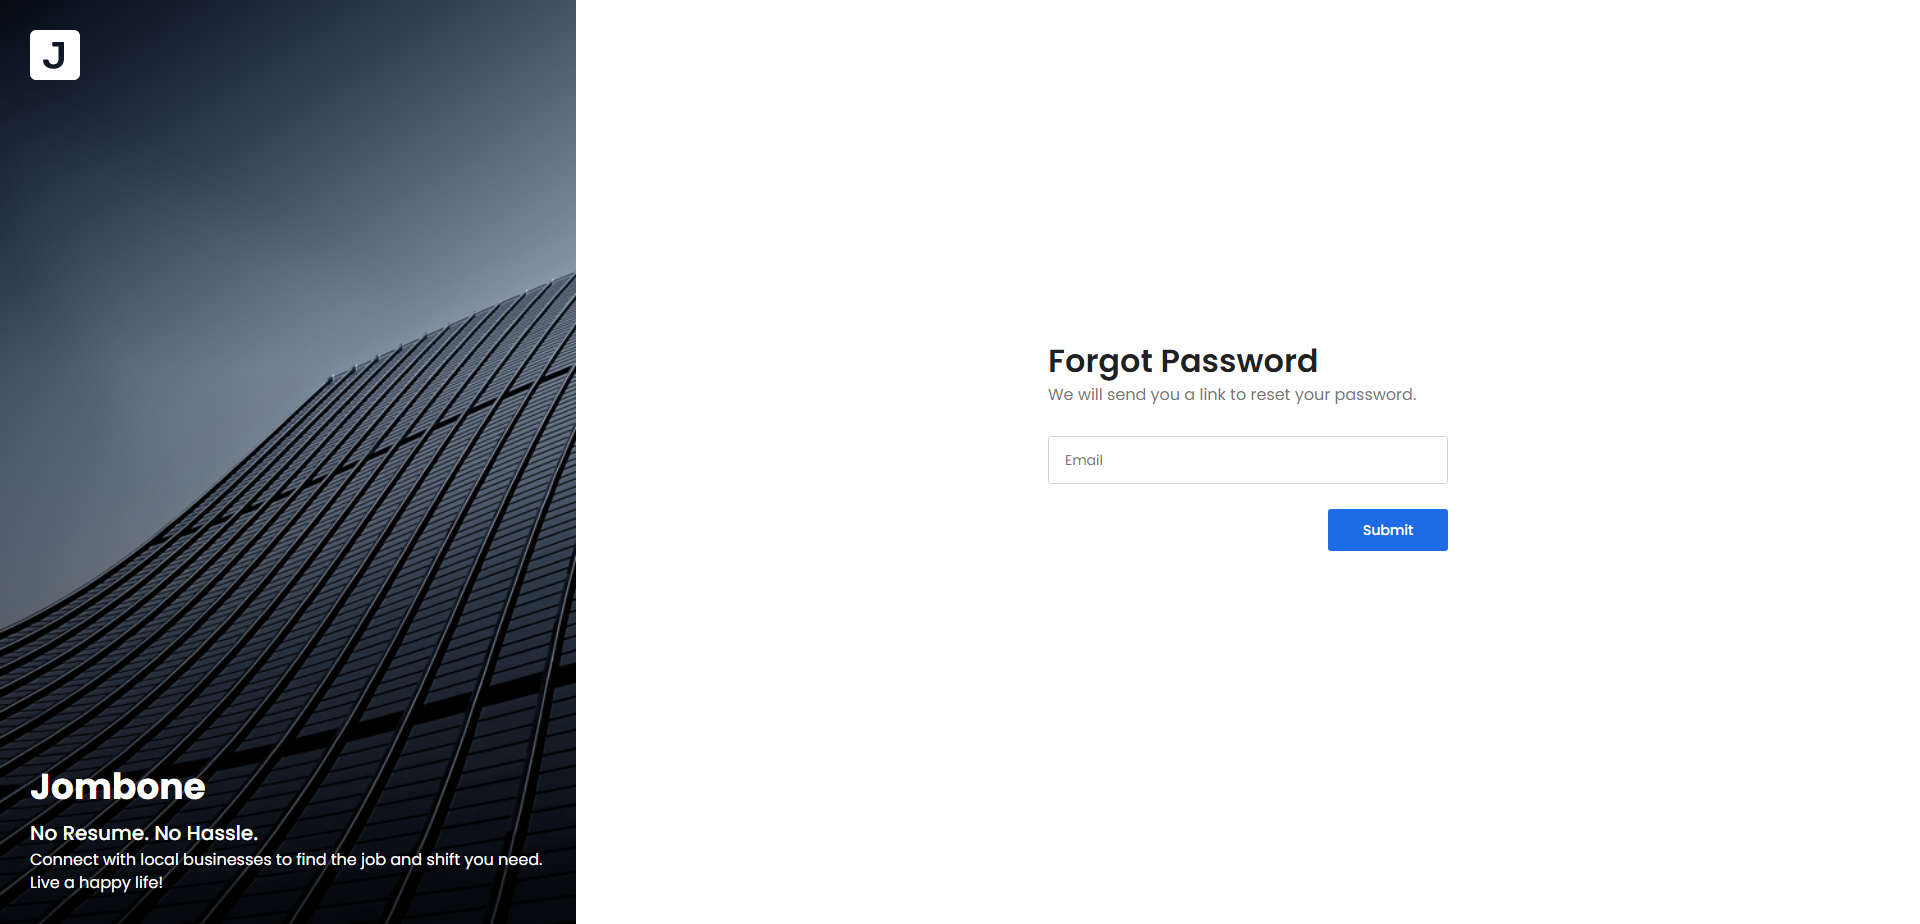 J
Jombone
No Resume. No Hassle.
Connect with local businesses to find the job and shift you need.
Live a happy life!
Forgot Password
We will send you a link to reset your password.
Email
Submit